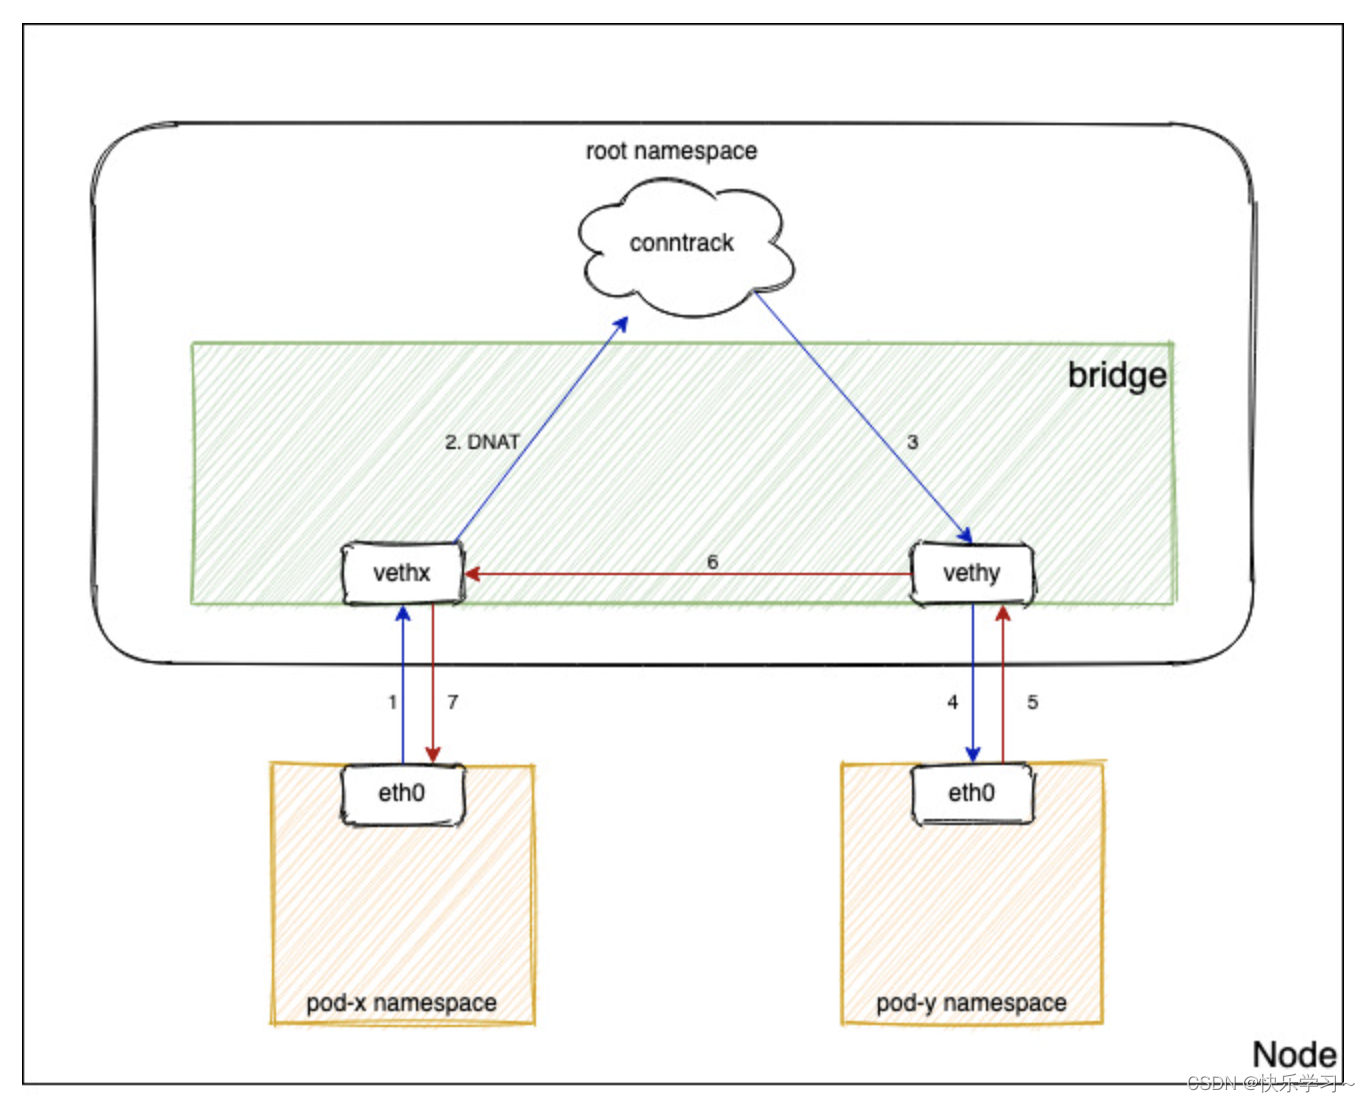 root namespace
conntrack
bridge
2. DNAT
3
vethx
6
vethy
1
7
4
5
eth0
eth0
pod-x namespace
pod-y namespace
Node
CSDN @快乐学习~